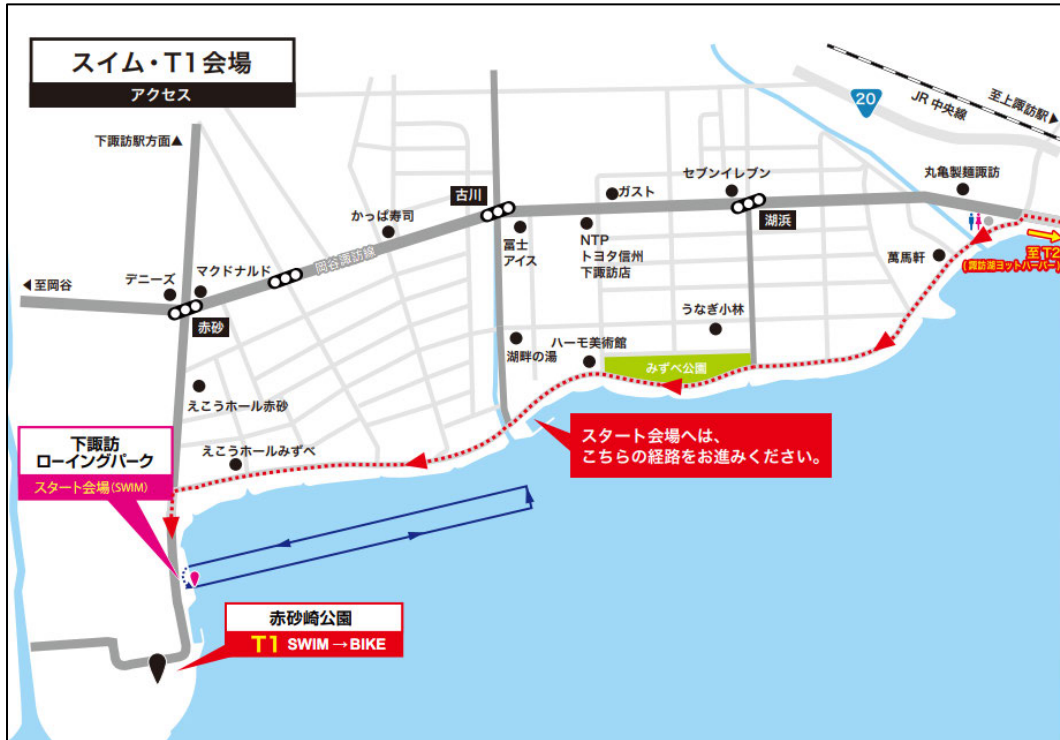 スイム・T1会場
アクセス
20
JR 中央線
至上諏訪駅▶
下諏訪駅方面▲
丸亀製麺諏訪
セブンイレブン
ガスト
古川
湖浜
かっぱ寿司
冨士
アイス
NTP
トヨタ信州
下諏訪店
萬馬軒
至T2
(諏訪湖ヨットハーバー)
岡谷諏訪線
デニーズ
マクドナルド
◀至岡谷
赤砂
うなぎ小林
湖畔の湯
ハーモ美術館
みずべ公園
えこうホール赤砂
えこうホールみずべ
スタート会場へは、
こちらの経路をお進みください。
下諏訪
ローイングパーク
スタート会場(SWIM)
赤砂崎公園
T1 SWIM→BIKE